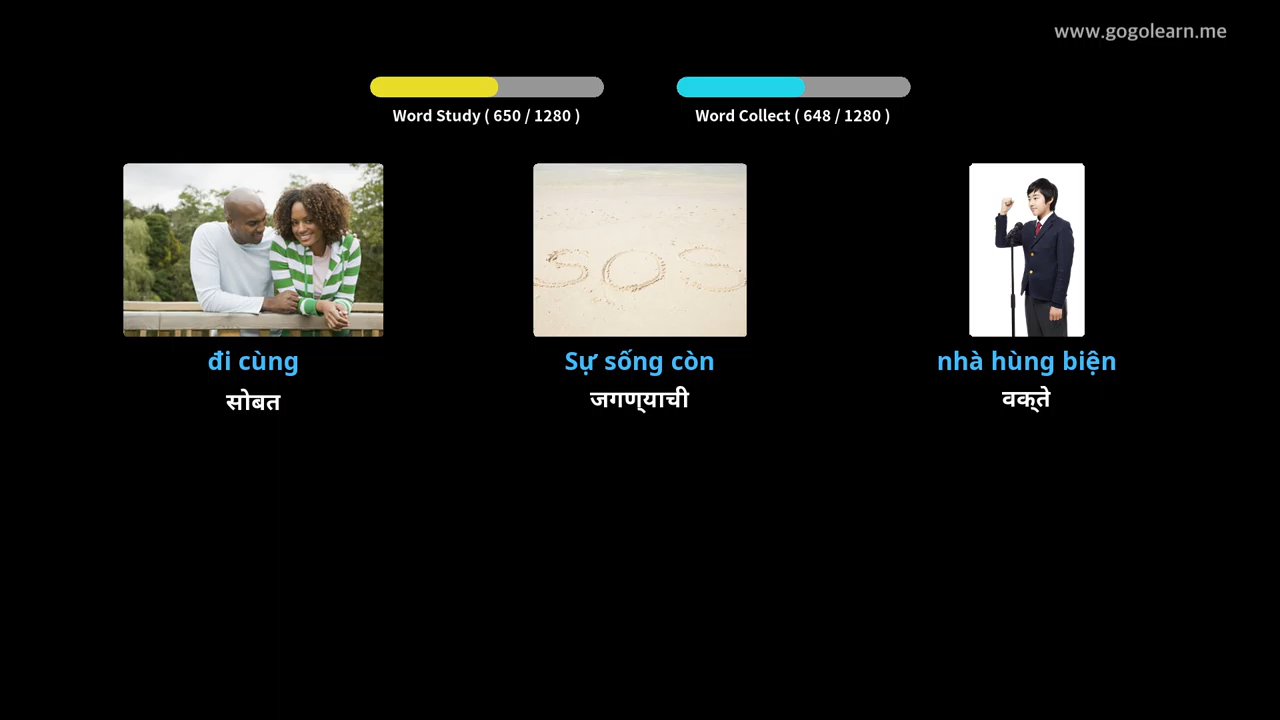 www.gogolearn.me
Word Study ( 650 / 1280 )
Word Collect ( 648 / 1280 )
SOS
đi cùng
Sự sống còn
nhà hùng biện
सोबत
जगण्याची
वक्ते